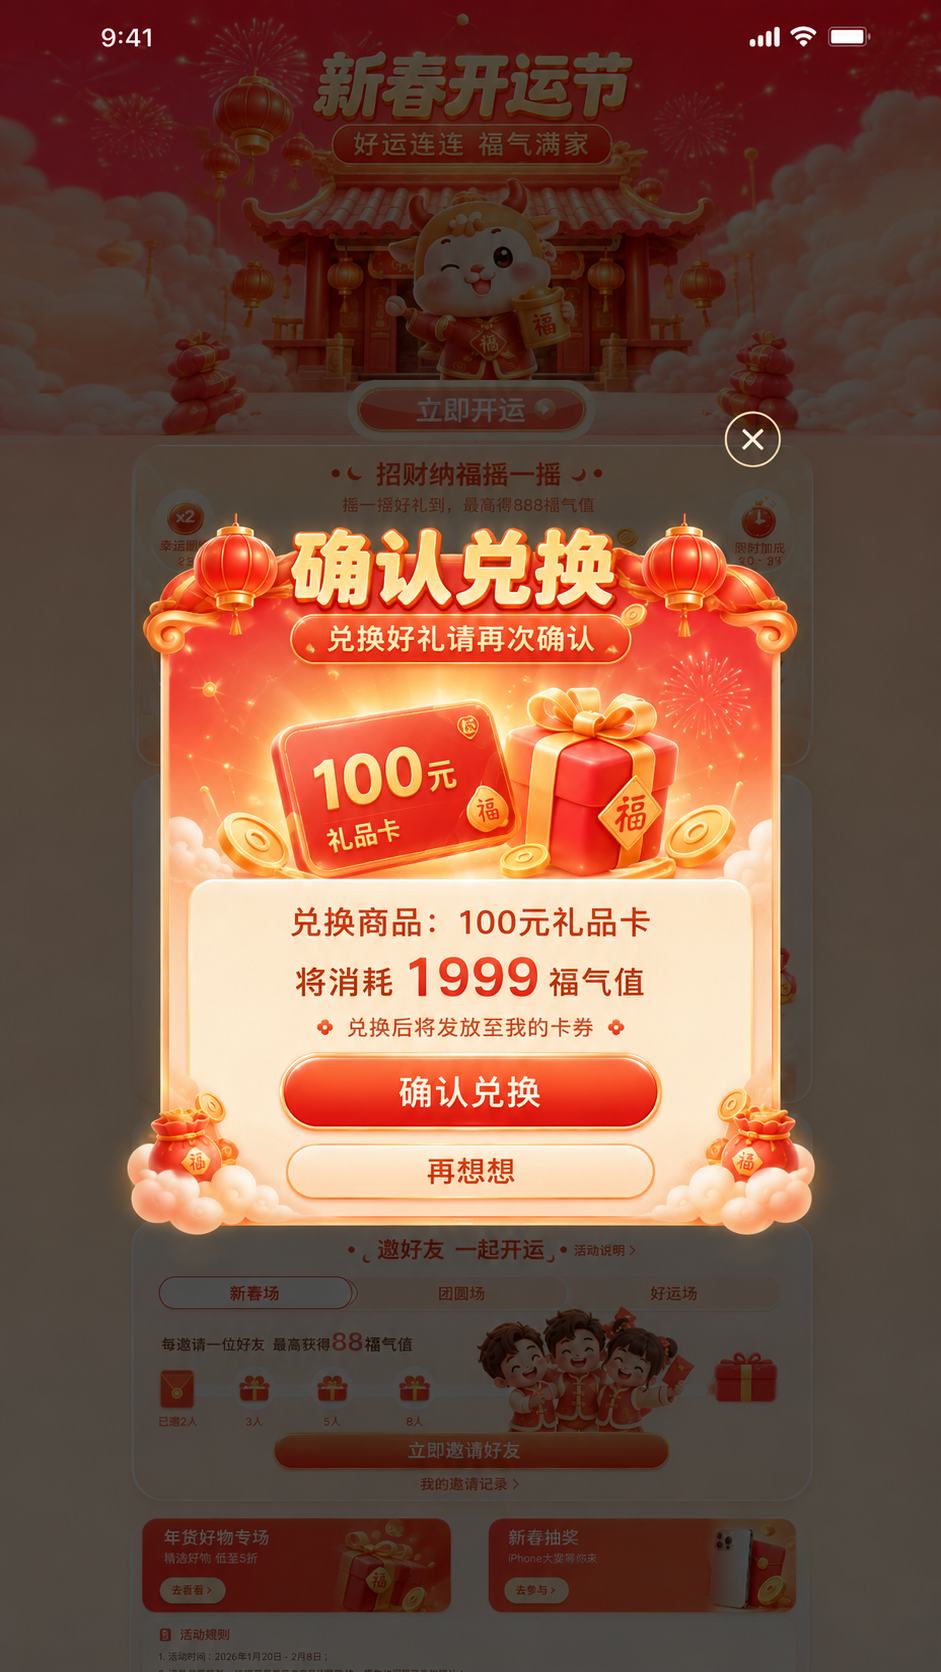 9:41
新春开运节
好运连连 福气满家
福
福
立即开运
招财纳福摇一摇
摇一摇好礼到，最高得888福气值
x2
确认兑换
兑换好礼请再次确认
100元
礼品卡
福
福
兑换商品：100元礼品卡
将消耗 1999 福气值
兑换后将发放至我的卡券
确认兑换
再想想
福
福
邀好友 一起开运
活动说明 >
新春场
团圆场
好运场
每邀请一位好友 最高获得88福气值
已邀2人
3人
5人
8人
立即邀请好友
我的邀请记录 >
年货好物专场
精选好物 低至5折
去看看 >
福
新春抽奖
iPhone大奖等你来
去参与 >
活动规则
1. 活动时间：2026年1月20日 - 2月8日；